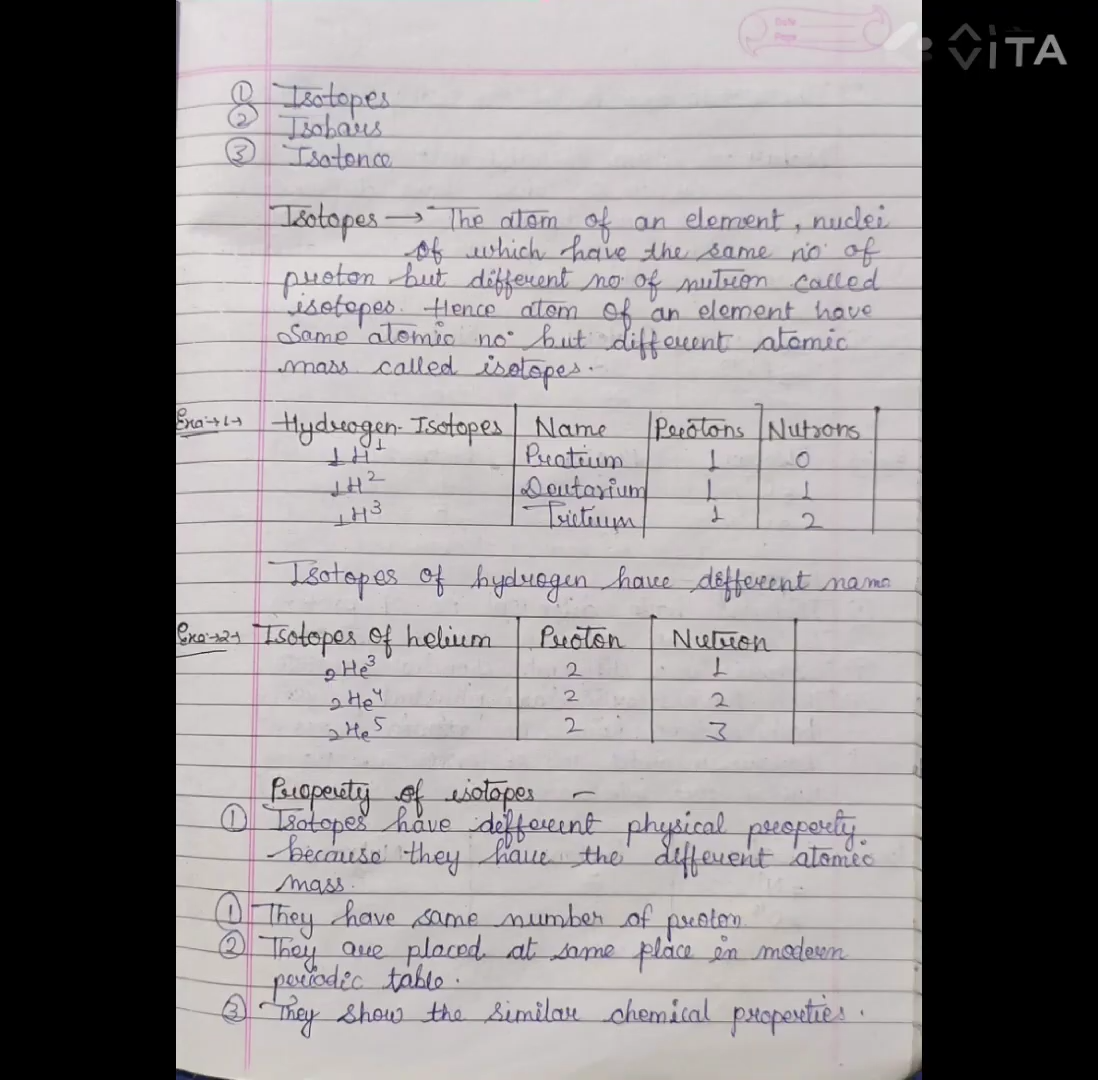 Date
Page
VITA
① Isotopes
② Isobars
③ Isotonce
Isotopes → The atom of an element, nuclei
of which have the same no. of
proton but different no. of nutron called
isotopes. Hence atom of an element have
Same atomic no. but different atomic
mass called isotopes.
Exa→1→ Hydrogen-Isotopes Name Protons Nutrons
₁H¹ Protium 1 0
₁H² Deutarium 1 1
₁H³ Trietium 1 2
Isotopes of hydrogen have different name
Exa→2→ Isotopes of helium Proton Nutron
₂He³ 2 1
₂He⁴ 2 2
₂He⁵ 2 3
Property of isotopes –
① Isotopes have different physical property.
because they have the different atomic
mass.
① They have same number of proton.
② They are placed at same place in modern
periodic table.
③ They show the similar chemical properties.